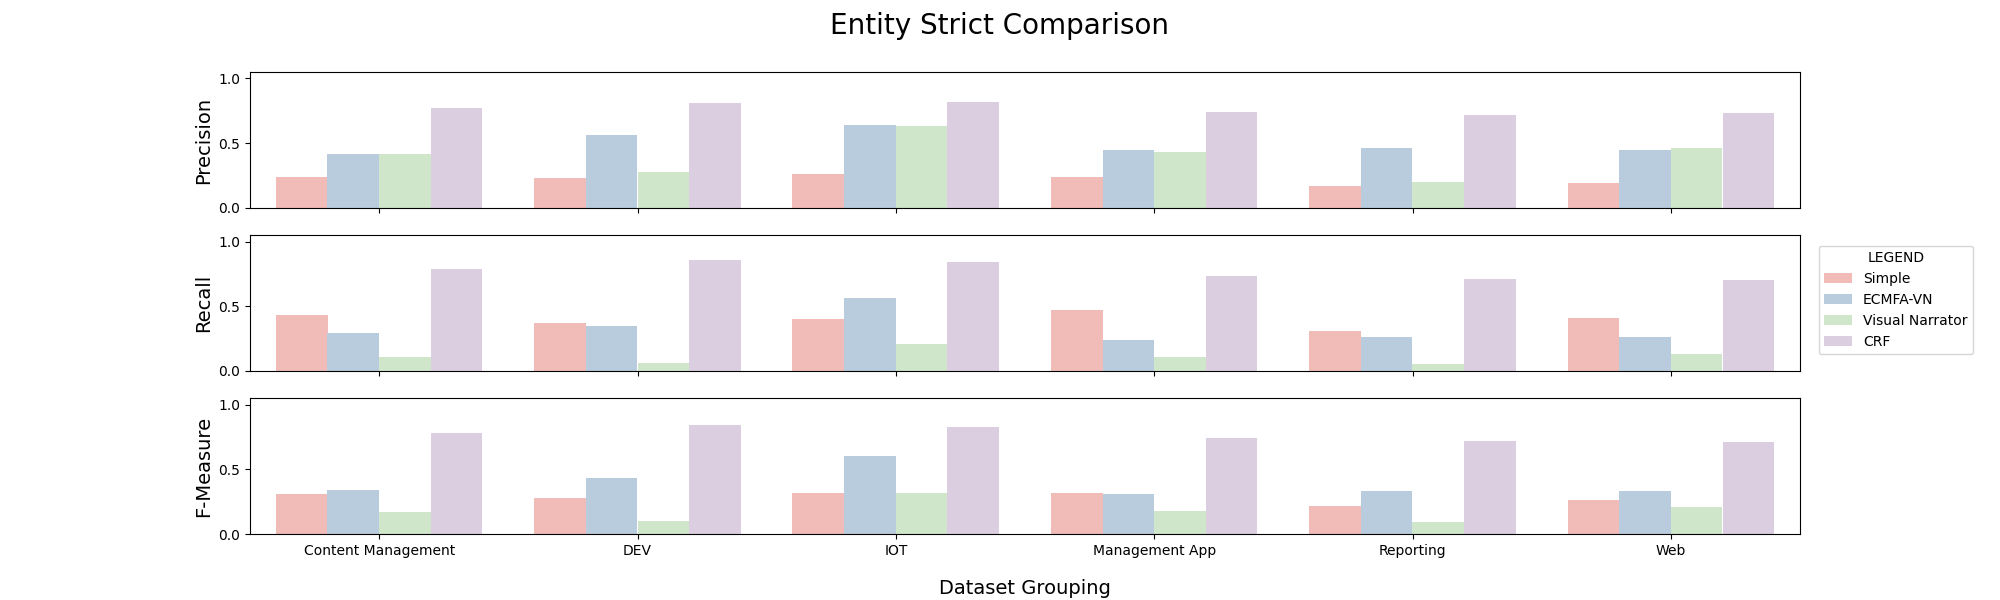 Entity Strict Comparison
Precision
1.0
0.5
0.0
Recall
1.0
0.5
0.0
F-Measure
1.0
0.5
0.0
Content Management
DEV
IOT
Management App
Reporting
Web
Dataset Grouping
LEGEND
Simple
ECMFA-VN
Visual Narrator
CRF